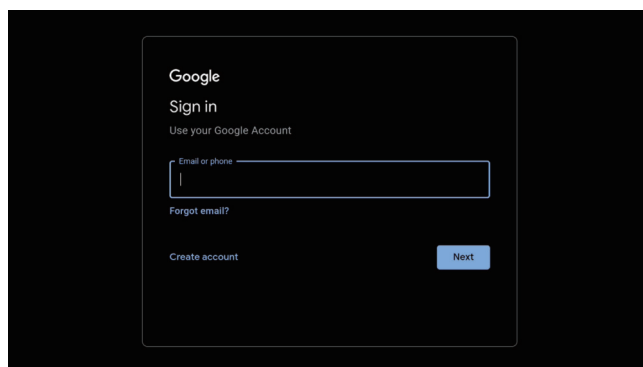 Google
Sign in
Use your Google Account
Email or phone
Forgot email?
Create account
Next